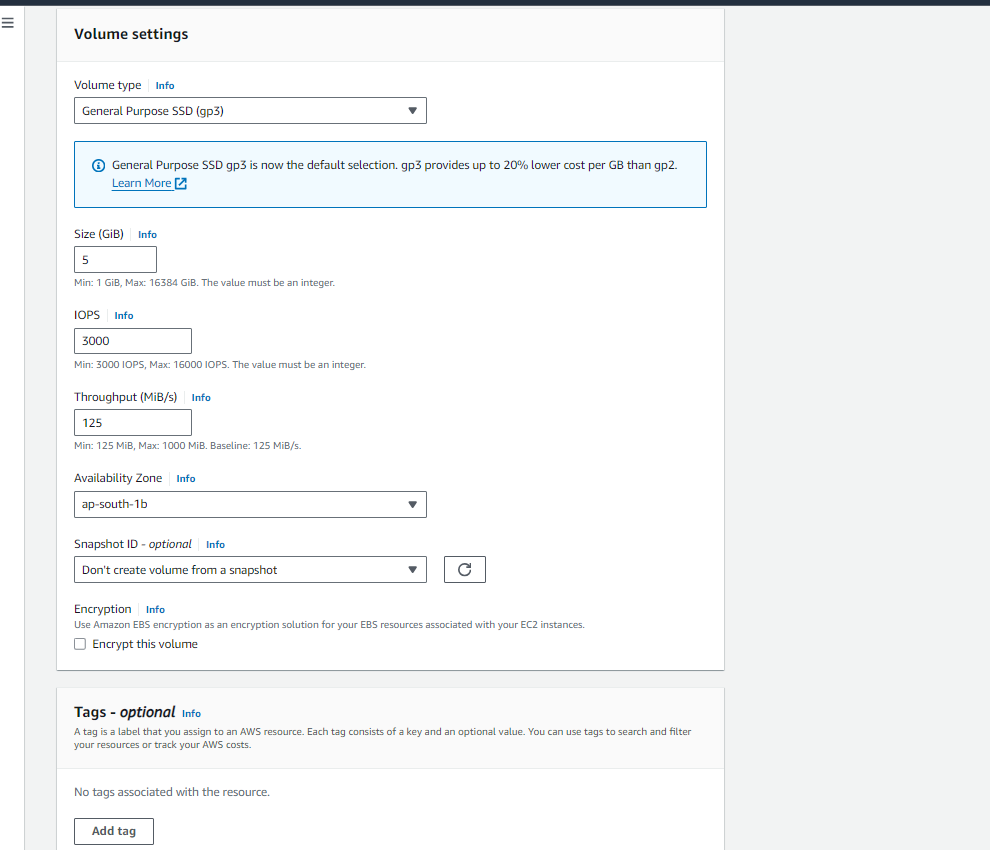 Volume settings
Volume type Info
General Purpose SSD (gp3)
General Purpose SSD gp3 is now the default selection. gp3 provides up to 20% lower cost per GB than gp2.
Learn More
Size (GiB) Info
5
Min: 1 GiB, Max: 16384 GiB. The value must be an integer.
IOPS Info
3000
Min: 3000 IOPS, Max: 16000 IOPS. The value must be an integer.
Throughput (MiB/s) Info
125
Min: 125 MiB, Max: 1000 MiB. Baseline: 125 MiB/s.
Availability Zone Info
ap-south-1b
Snapshot ID - optional Info
Don't create volume from a snapshot
Encryption Info
Use Amazon EBS encryption as an encryption solution for your EBS resources associated with your EC2 instances.
Encrypt this volume
Tags - optional Info
A tag is a label that you assign to an AWS resource. Each tag consists of a key and an optional value. You can use tags to search and filter
your resources or track your AWS costs.
No tags associated with the resource.
Add tag